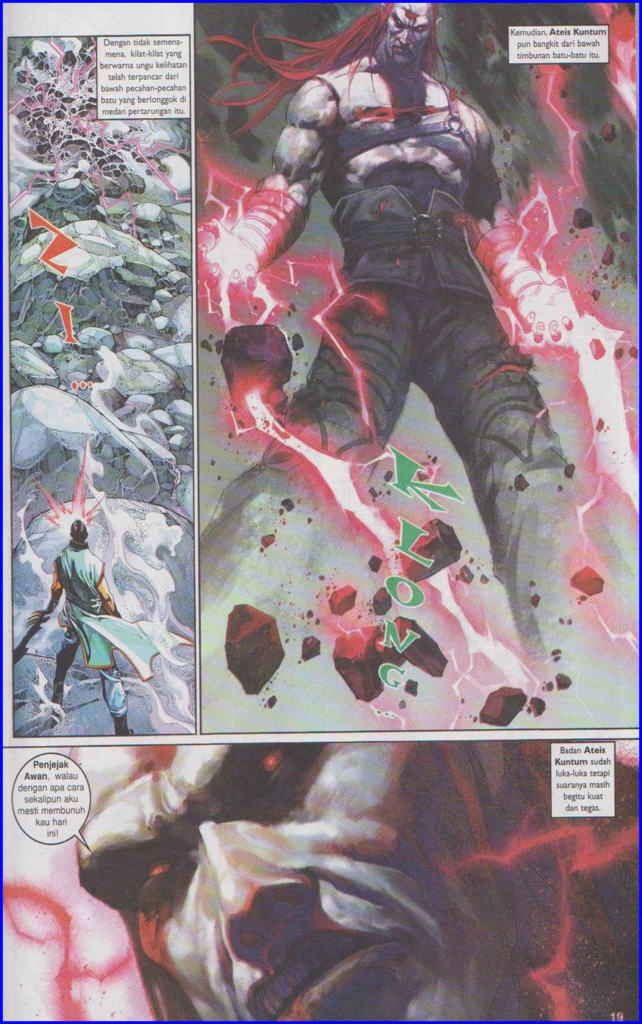 Dengan tidak semena-
mena, kilat-kilat yang
berwarna ungu kelihatan
telah terpancar dari
bawah pecahan-pecahan
batu yang berlonggok di
medan pertarungan itu.
Kemudian, Ateis Kuntum
pun bangkit dari bawah
timbunan batu-batu itu.
ZI...
KLONG
Penjejak
Awan, walau
dengan apa cara
sekalipun aku
mesti membunuh
kau hari
ini!
Badan Ateis
Kuntum sudah
luka-luka tetapi
suaranya masih
begitu kuat
dan tegas.
19